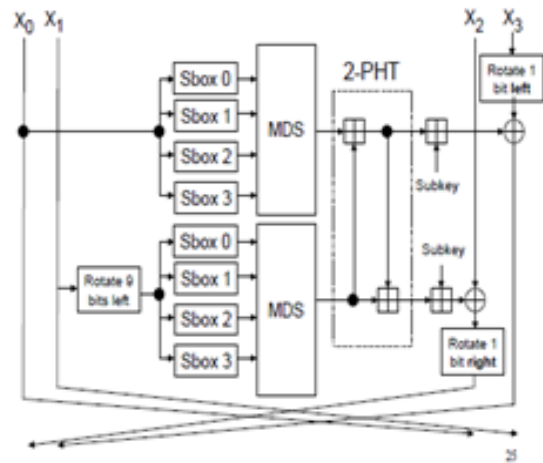 X0 X1 X2 X3
Rotate 1
bit left
2-PHT
Sbox 0
Sbox 1
Sbox 2
Sbox 3
MDS
Subkey
Rotate 9
bits left
Sbox 0
Sbox 1
Sbox 2
Sbox 3
MDS
Subkey
Rotate 1
bit right
25